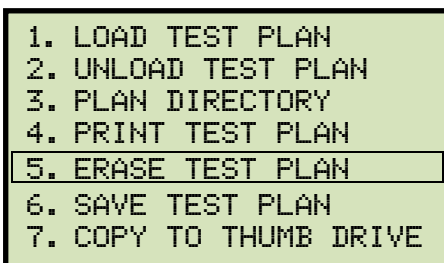 1. LOAD TEST PLAN
2. UNLOAD TEST PLAN
3. PLAN DIRECTORY
4. PRINT TEST PLAN
5. ERASE TEST PLAN
6. SAVE TEST PLAN
7. COPY TO THUMB DRIVE